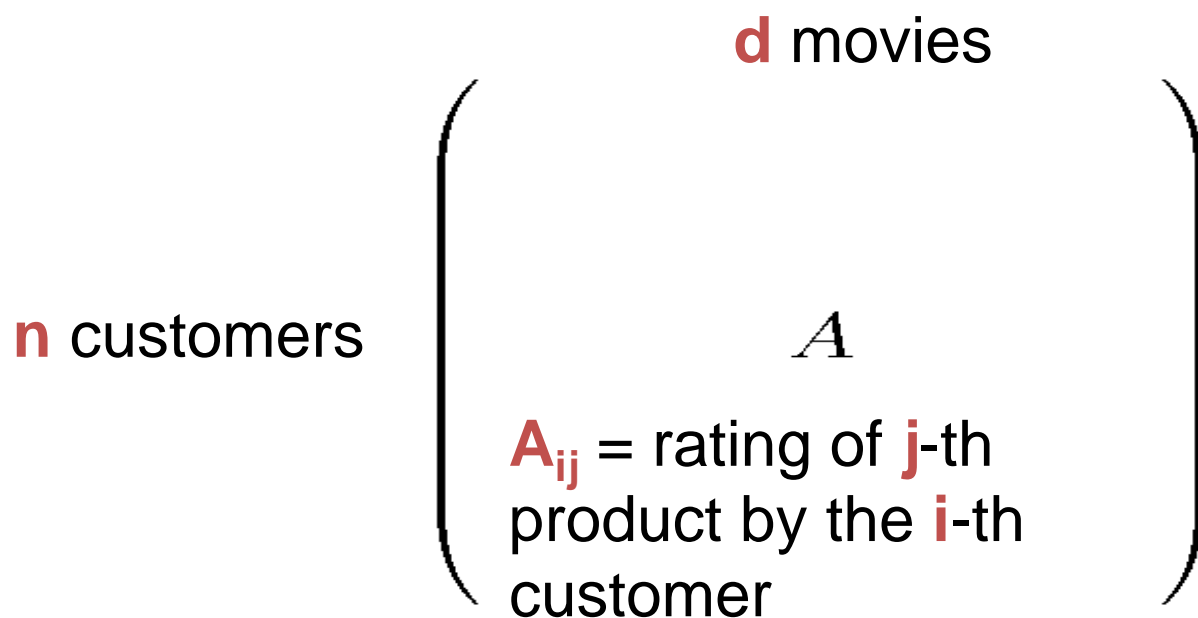 d movies
n customers
A
Aij = rating of j-th
product by the i-th
customer